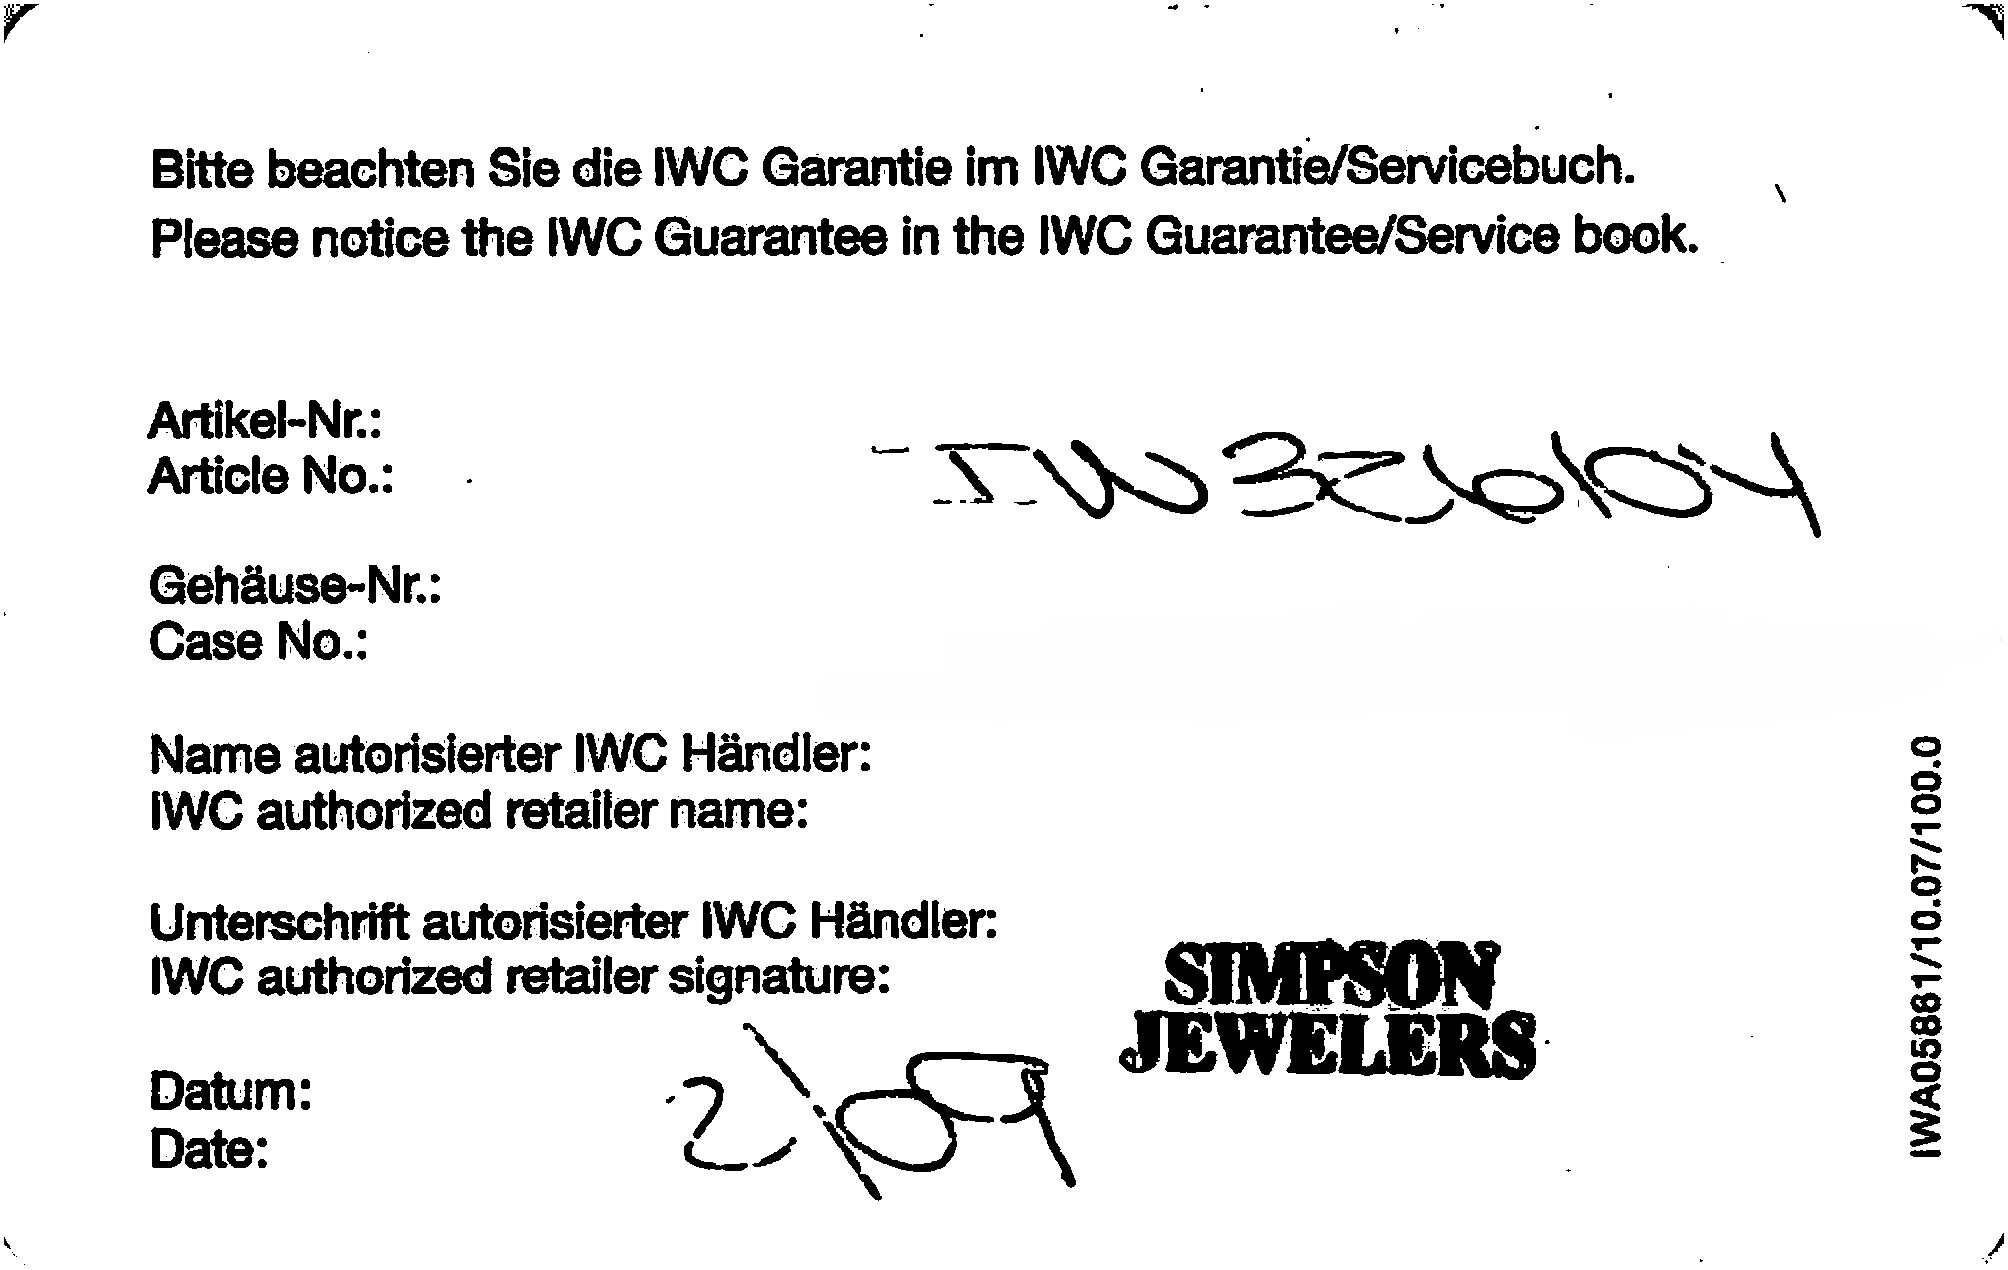 Bitte beachten Sie die IWC Garantie im IWC Garantie/Servicebuch.
Please notice the IWC Guarantee in the IWC Guarantee/Service book.
Artikel-Nr.:
Article No.:
IW326104
Gehäuse-Nr.:
Case No.:
Name autorisierter IWC Händler:
IWC authorized retailer name:
Unterschrift autorisierter IWC Händler:
IWC authorized retailer signature:
SIMPSON
JEWELERS
Datum:
Date:
2/09
IWA05881/10.07/100.0